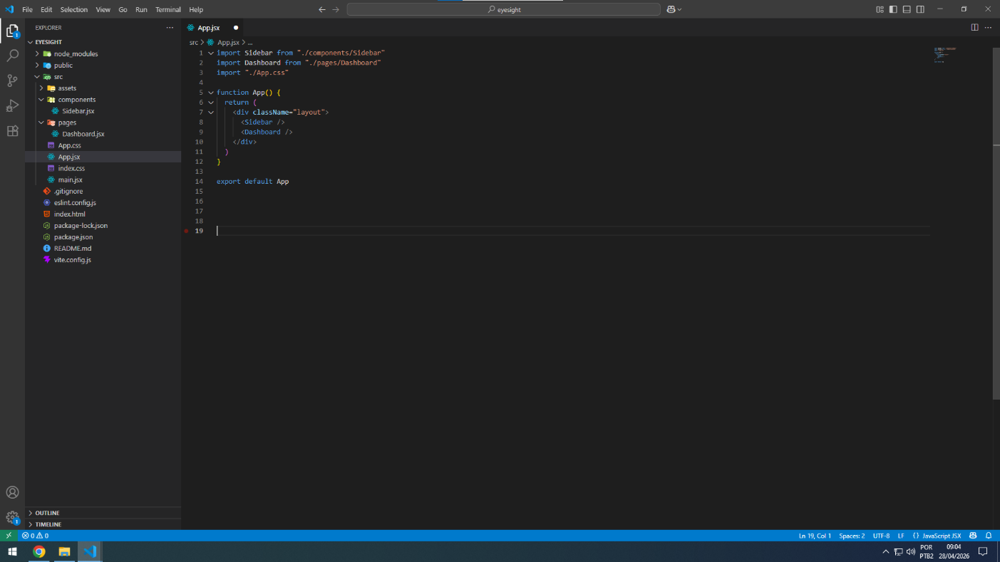 File Edit Selection View Go Run Terminal Help
eyesight
EXPLORER
EYESIGHT
node_modules
public
src
assets
components
Sidebar.jsx
pages
Dashboard.jsx
App.css
App.jsx
index.css
main.jsx
.gitignore
eslint.config.js
index.html
package-lock.json
package.json
README.md
vite.config.js
OUTLINE
TIMELINE
App.jsx
src > App.jsx > ...
1 import Sidebar from "./components/Sidebar"
2 import Dashboard from "./pages/Dashboard"
3 import "./App.css"
4
5 function App() {
6 return (
7 <div className="layout">
8 <Sidebar />
9 <Dashboard />
10 </div>
11 )
12 }
13
14 export default App
15
16
17
18
19
0 0
Ln 19, Col 1 Spaces: 2 UTF-8 LF {} JavaScript JSX
POR 09:04
PTB2 28/04/2026
1
1